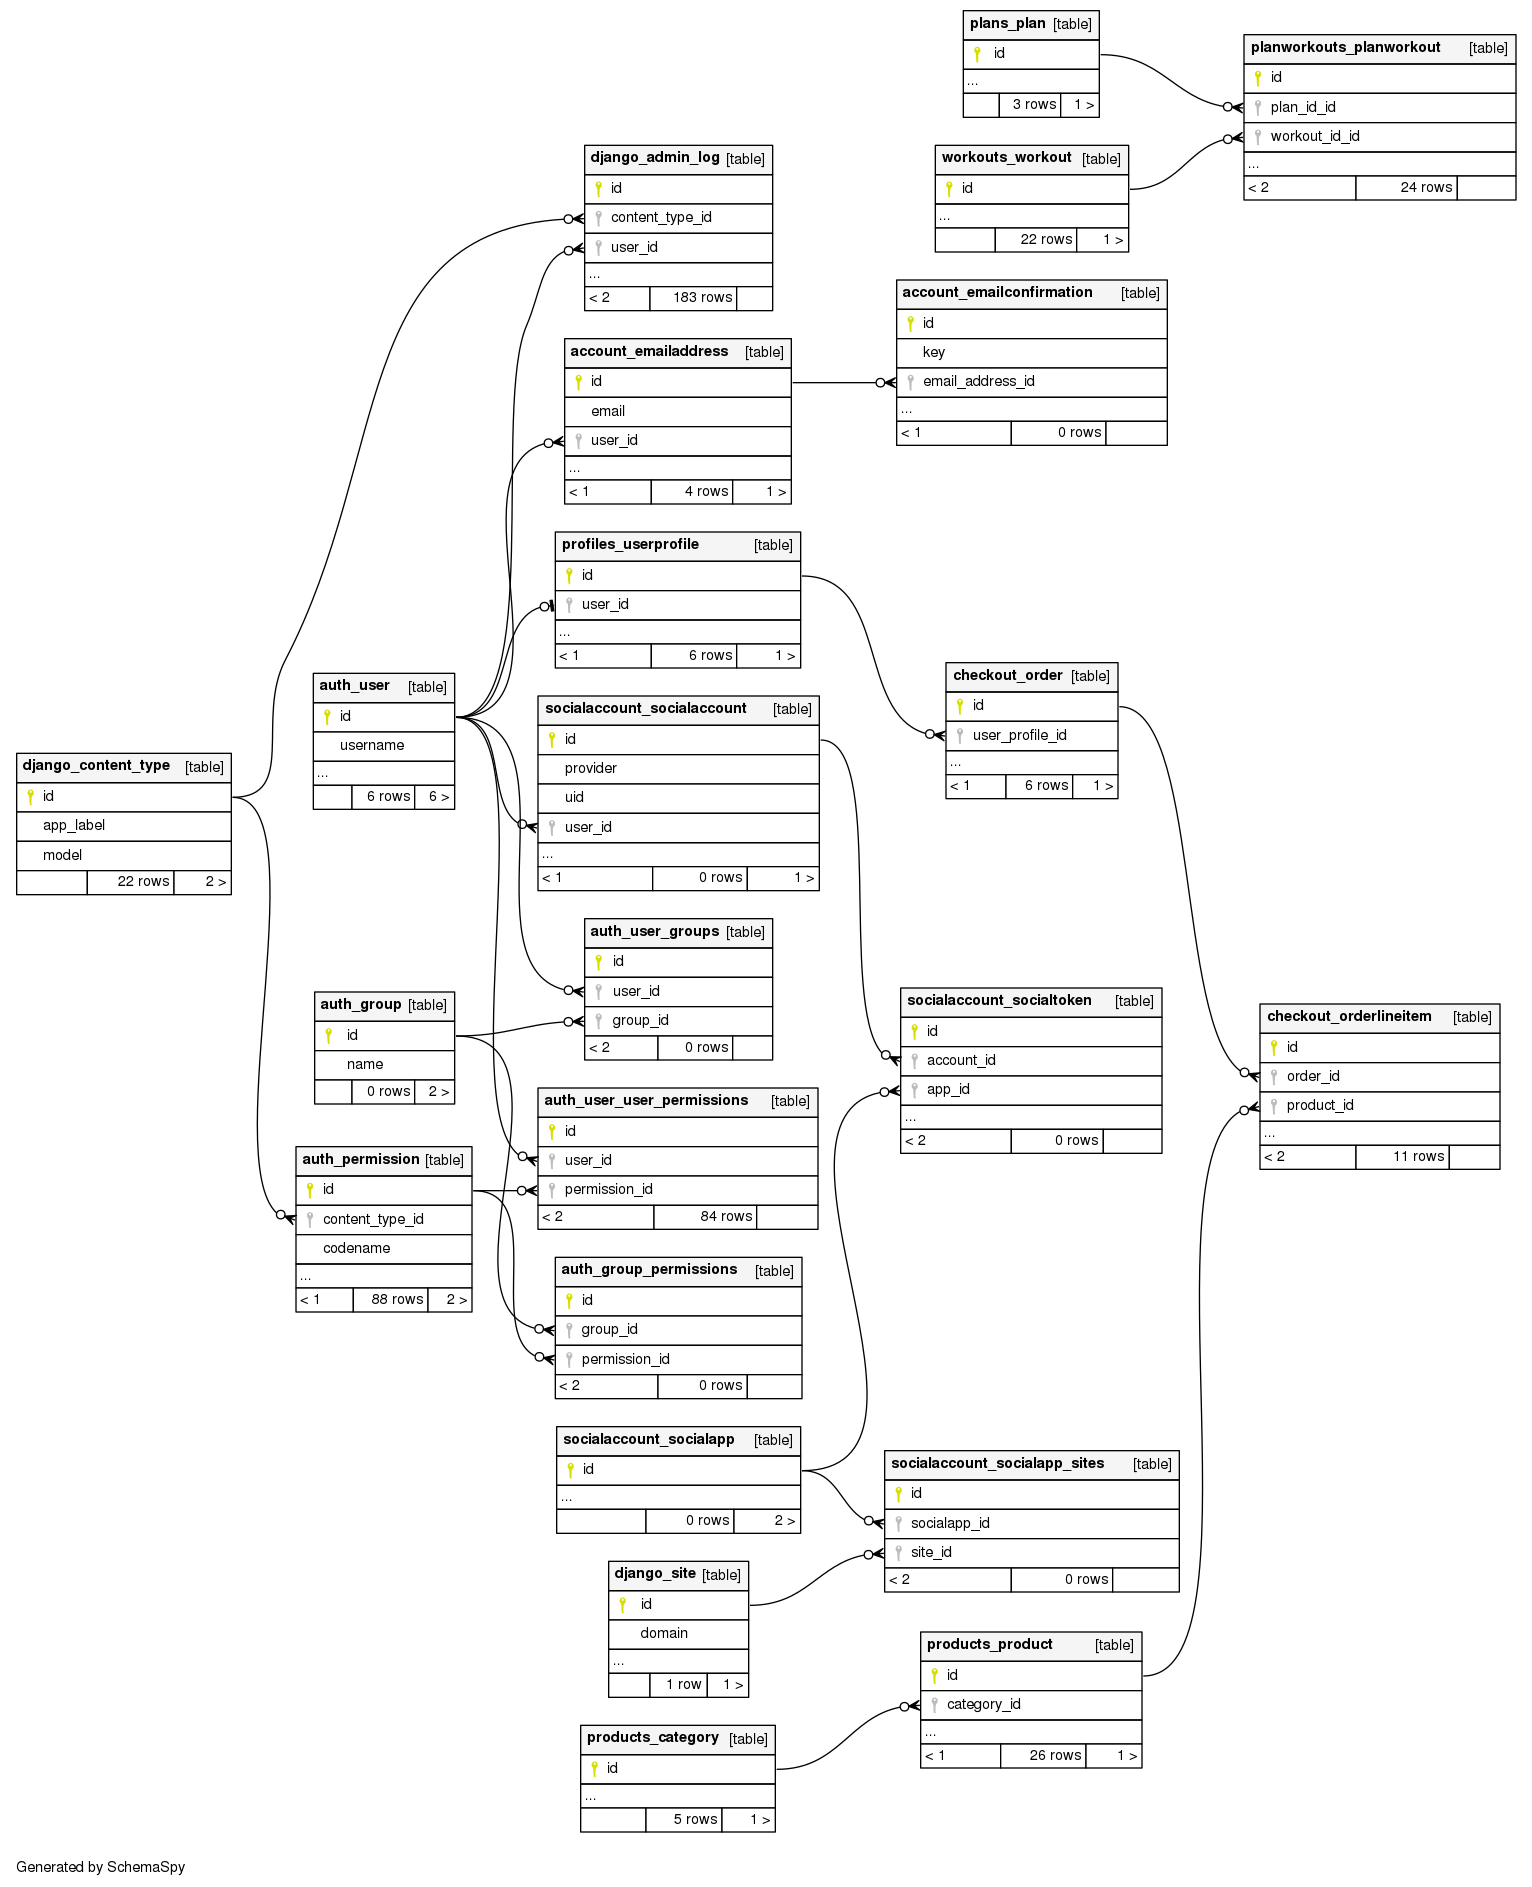 plans_plan [table]
id
...
3 rows 1 >
planworkouts_planworkout [table]
id
plan_id_id
workout_id_id
...
< 2 24 rows
workouts_workout [table]
id
...
22 rows 1 >
django_admin_log [table]
id
content_type_id
user_id
...
< 2 183 rows
account_emailconfirmation [table]
id
key
email_address_id
...
< 1 0 rows
account_emailaddress [table]
id
email
user_id
...
< 1 4 rows 1 >
profiles_userprofile [table]
id
user_id
...
< 1 6 rows 1 >
auth_user [table]
id
username
...
6 rows 6 >
checkout_order [table]
id
user_profile_id
...
< 1 6 rows 1 >
socialaccount_socialaccount [table]
id
provider
uid
user_id
...
< 1 0 rows 1 >
django_content_type [table]
id
app_label
model
22 rows 2 >
auth_user_groups [table]
id
user_id
group_id
< 2 0 rows
auth_group [table]
id
name
0 rows 2 >
socialaccount_socialtoken [table]
id
account_id
app_id
...
< 2 0 rows
checkout_orderlineitem [table]
id
order_id
product_id
...
< 2 11 rows
auth_user_user_permissions [table]
id
user_id
permission_id
< 2 84 rows
auth_permission [table]
id
content_type_id
codename
...
< 1 88 rows 2 >
auth_group_permissions [table]
id
group_id
permission_id
< 2 0 rows
socialaccount_socialapp [table]
id
...
0 rows 2 >
socialaccount_socialapp_sites [table]
id
socialapp_id
site_id
< 2 0 rows
django_site [table]
id
domain
...
1 row 1 >
products_product [table]
id
category_id
...
< 1 26 rows 1 >
products_category [table]
id
...
5 rows 1 >
Generated by SchemaSpy